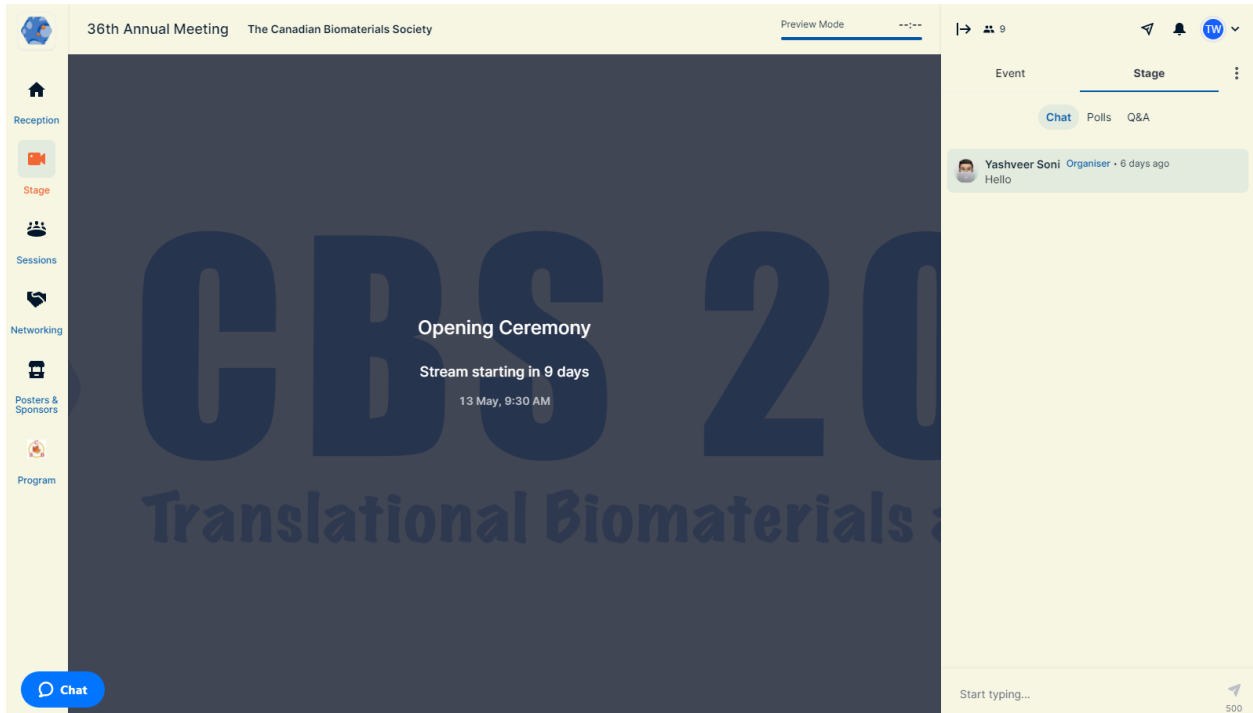 36th Annual Meeting The Canadian Biomaterials Society
Preview Mode --:--
9
TW
Reception
Stage
Sessions
Networking
Posters &
Sponsors
Program
CBS 20
Translational Biomaterials a
Opening Ceremony
Stream starting in 9 days
13 May, 9:30 AM
Chat
Event Stage
Chat Polls Q&A
Yashveer Soni Organiser • 6 days ago
Hello
Start typing...
500